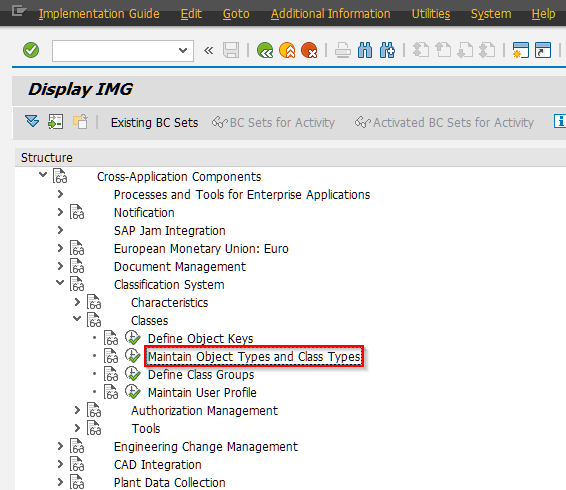 Implementation Guide Edit Goto Additional Information Utilities System Help
Display IMG
Existing BC Sets BC Sets for Activity Activated BC Sets for Activity
Structure
Cross-Application Components
Processes and Tools for Enterprise Applications
Notification
SAP Jam Integration
European Monetary Union: Euro
Document Management
Classification System
Characteristics
Classes
Define Object Keys
Maintain Object Types and Class Types
Define Class Groups
Maintain User Profile
Authorization Management
Tools
Engineering Change Management
CAD Integration
Plant Data Collection